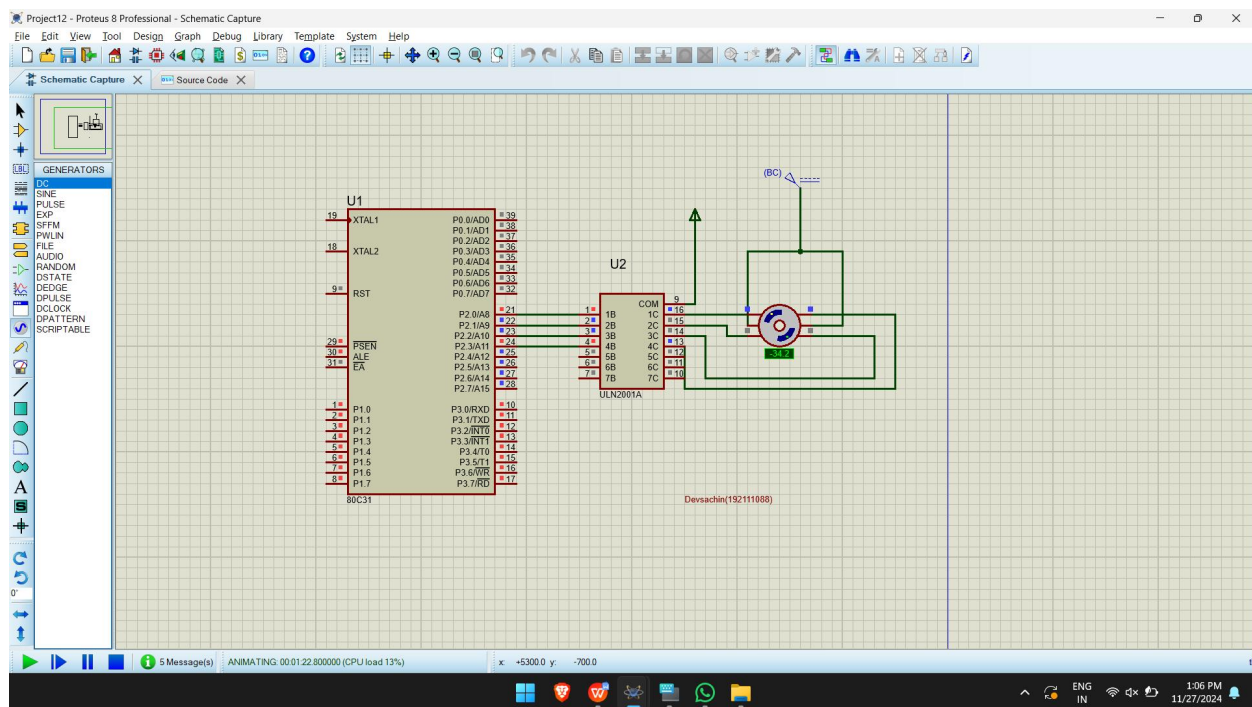 Project12 - Proteus 8 Professional - Schematic Capture
File Edit View Tool Design Graph Debug Library Template System Help
Schematic Capture Source Code
LBL
GENERATORS
DC
SINE
PULSE
EXP
SFFM
PWLIN
FILE
AUDIO
RANDOM
DSTATE
DEDGE
DPULSE
DCLOCK
DPATTERN
SCRIPTABLE
A
S
0°
U1
19 XTAL1
18 XTAL2
9 RST
29 PSEN
30 ALE
31 EA
1 P1.0
2 P1.1
3 P1.2
4 P1.3
5 P1.4
6 P1.5
7 P1.6
8 P1.7
P0.0/AD0 39
P0.1/AD1 38
P0.2/AD2 37
P0.3/AD3 36
P0.4/AD4 35
P0.5/AD5 34
P0.6/AD6 33
P0.7/AD7 32
P2.0/A8 21
P2.1/A9 22
P2.2/A10 23
P2.3/A11 24
P2.4/A12 25
P2.5/A13 26
P2.6/A14 27
P2.7/A15 28
P3.0/RXD 10
P3.1/TXD 11
P3.2/INT0 12
P3.3/INT1 13
P3.4/T0 14
P3.5/T1 15
P3.6/WR 16
P3.7/RD 17
80C31
U2
COM 9
1 1B 1C 16
2 2B 2C 15
3 3B 3C 14
4 4B 4C 13
5 5B 5C 12
6 6B 6C 11
7 7B 7C 10
ULN2001A
(BC)
-34.2
Devsachin(192111088)
5 Message(s) ANIMATING: 00:01:22.800000 (CPU load 13%) x: +5300.0 y: -700.0
ENG
IN
1:06 PM
11/27/2024